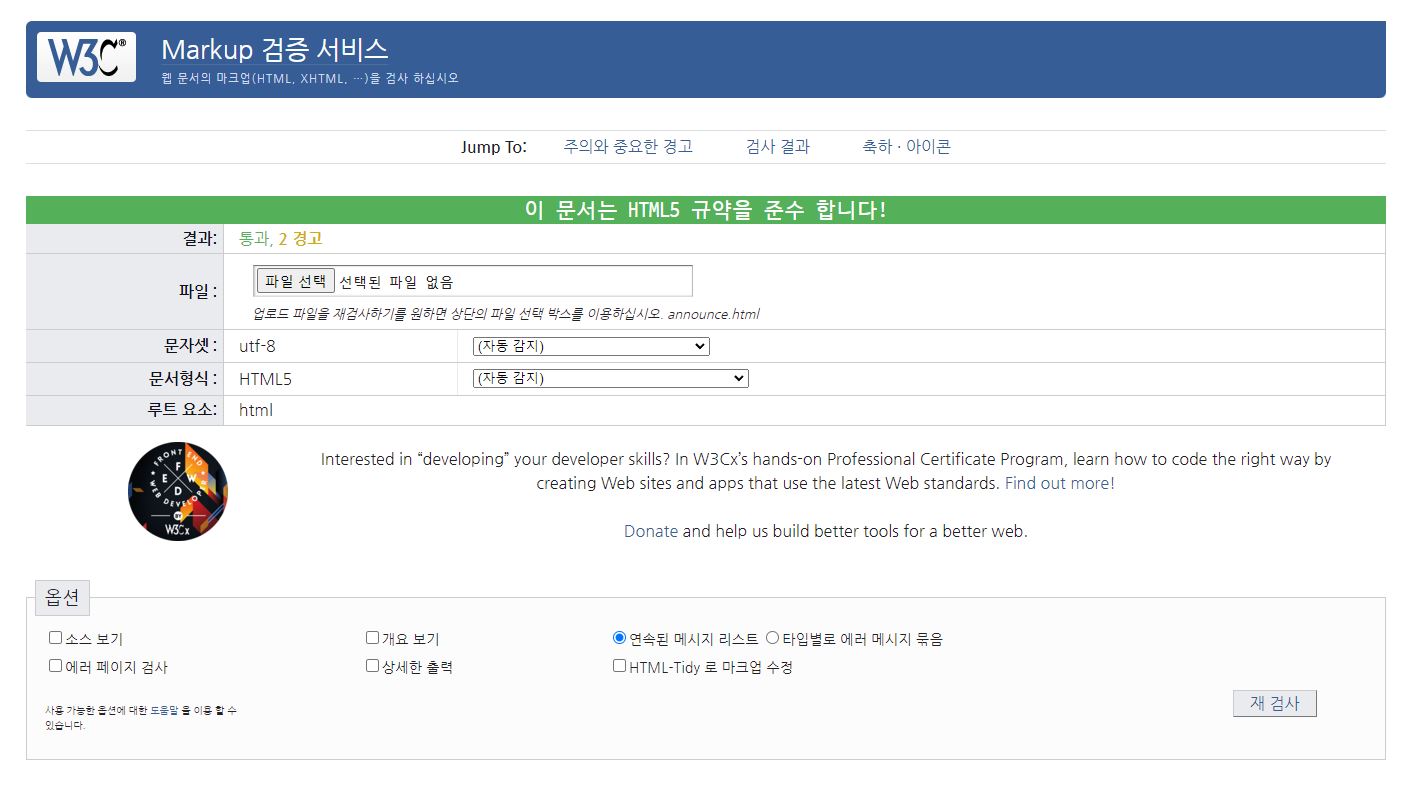 W3C®
Markup 검증 서비스
웹 문서의 마크업(HTML, XHTML, …)을 검사 하십시오
Jump To: 주의와 중요한 경고 검사 결과 축하 · 아이콘
이 문서는 HTML5 규약을 준수 합니다!
결과: 통과, 2 경고
파일 : 파일 선택 선택된 파일 없음
업로드 파일을 재검사하기를 원하면 상단의 파일 선택 박스를 이용하십시오. announce.html
문자셋 : utf-8 (자동 감지)
문서형식 : HTML5 (자동 감지)
루트 요소: html
FRONT END
F
E W
D
WEB DEVELOPER
BY
W3Cx
Interested in “developing” your developer skills? In W3Cx’s hands-on Professional Certificate Program, learn how to code the right way by
creating Web sites and apps that use the latest Web standards. Find out more!
Donate and help us build better tools for a better web.
옵션
소스 보기 개요 보기 연속된 메시지 리스트 타입별로 에러 메시지 묶음
에러 페이지 검사 상세한 출력 HTML-Tidy 로 마크업 수정
사용 가능한 옵션에 대한 도움말 을 이용 할 수
있습니다.
재 검사